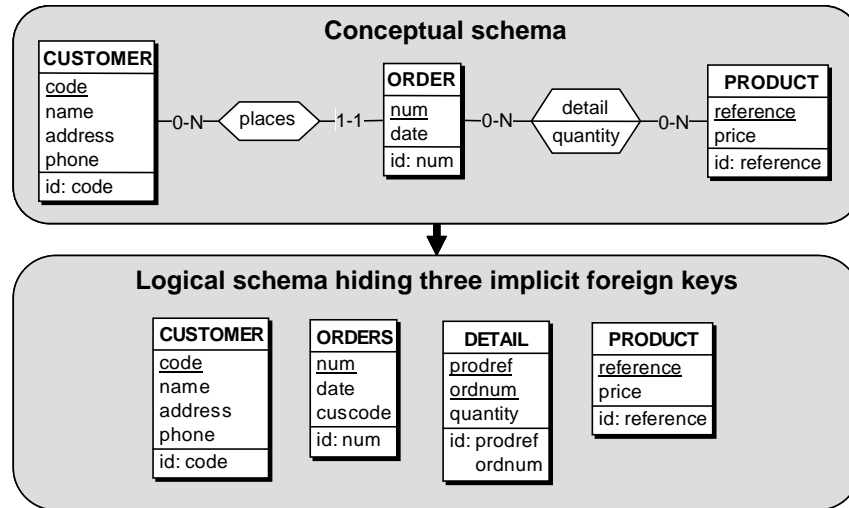 Conceptual schema
CUSTOMER
code
name
address
phone
id: code
0-N
places
1-1
ORDER
num
date
id: num
0-N
detail
quantity
0-N
PRODUCT
reference
price
id: reference
Logical schema hiding three implicit foreign keys
CUSTOMER
code
name
address
phone
id: code
ORDERS
num
date
cuscode
id: num
DETAIL
prodref
ordnum
quantity
id: prodref
ordnum
PRODUCT
reference
price
id: reference